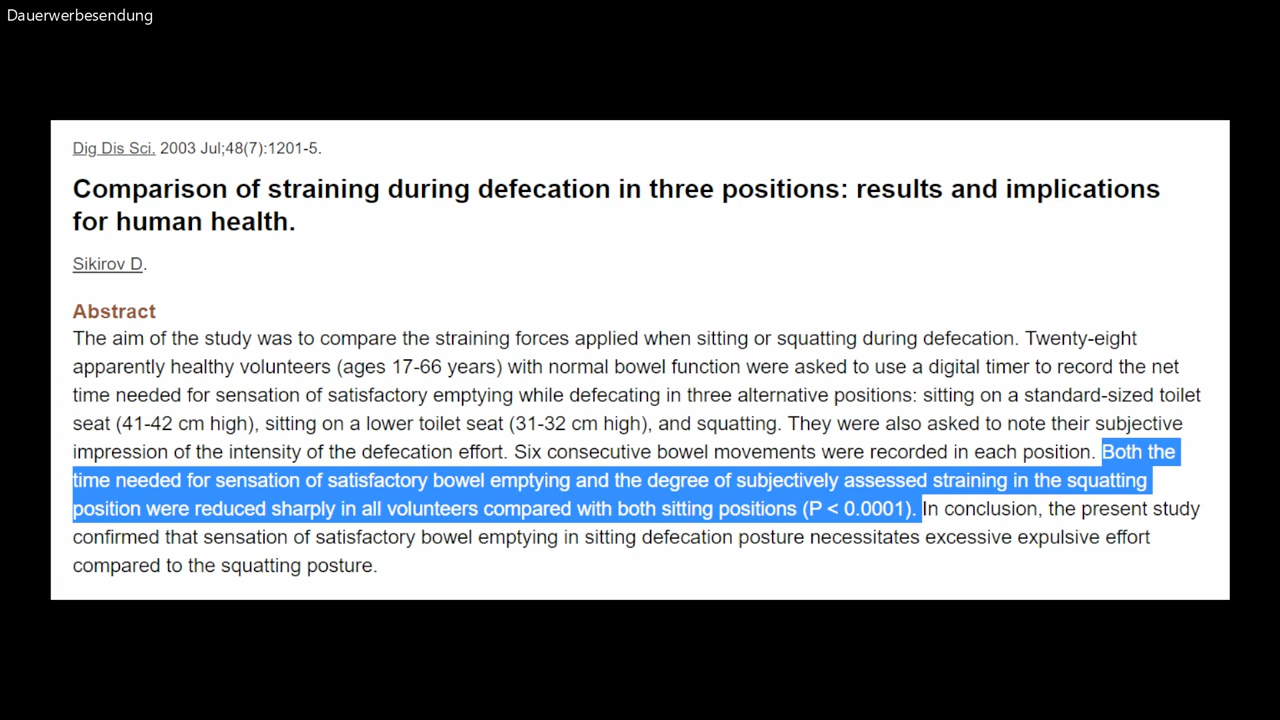 Dauerwerbesendung
Dig Dis Sci. 2003 Jul;48(7):1201-5.
Comparison of straining during defecation in three positions: results and implications
for human health.
Sikirov D.
Abstract
The aim of the study was to compare the straining forces applied when sitting or squatting during defecation. Twenty-eight
apparently healthy volunteers (ages 17-66 years) with normal bowel function were asked to use a digital timer to record the net
time needed for sensation of satisfactory emptying while defecating in three alternative positions: sitting on a standard-sized toilet
seat (41-42 cm high), sitting on a lower toilet seat (31-32 cm high), and squatting. They were also asked to note their subjective
impression of the intensity of the defecation effort. Six consecutive bowel movements were recorded in each position. Both the
time needed for sensation of satisfactory bowel emptying and the degree of subjectively assessed straining in the squatting
position were reduced sharply in all volunteers compared with both sitting positions (P < 0.0001). In conclusion, the present study
confirmed that sensation of satisfactory bowel emptying in sitting defecation posture necessitates excessive expulsive effort
compared to the squatting posture.